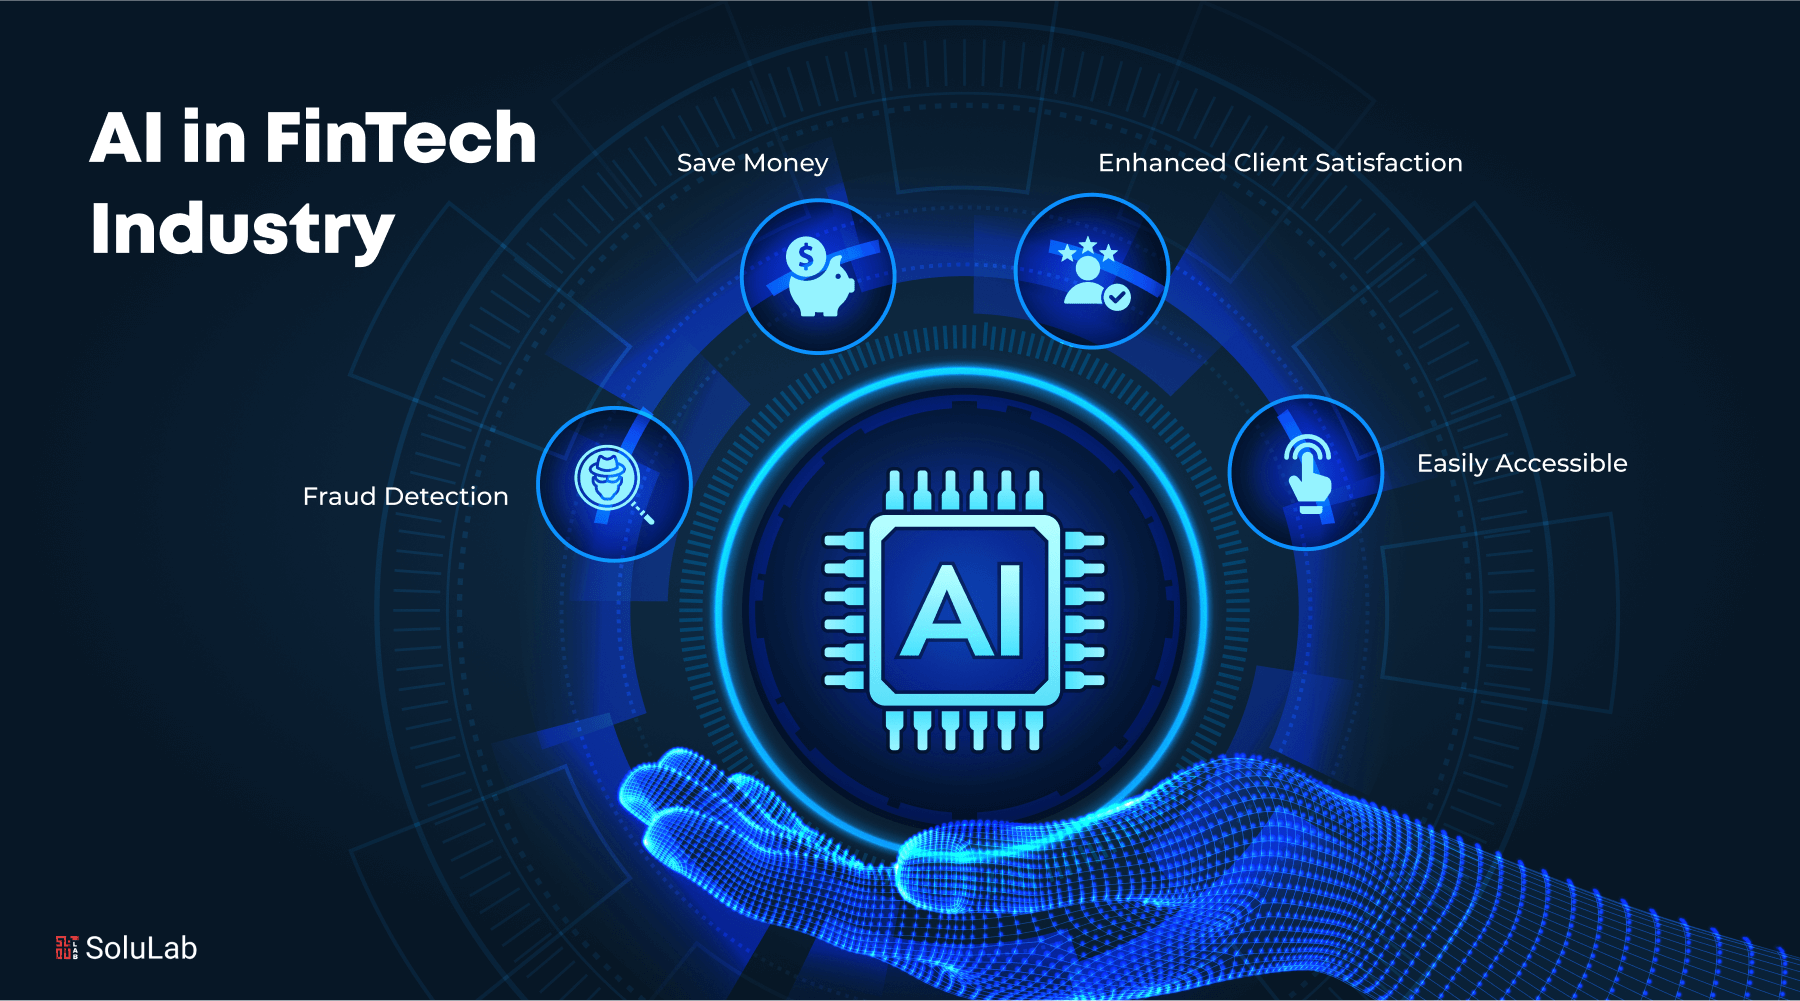 AI in FinTech
Industry
Save Money
Enhanced Client Satisfaction
$
Fraud Detection
Easily Accessible
AI
SoluLab